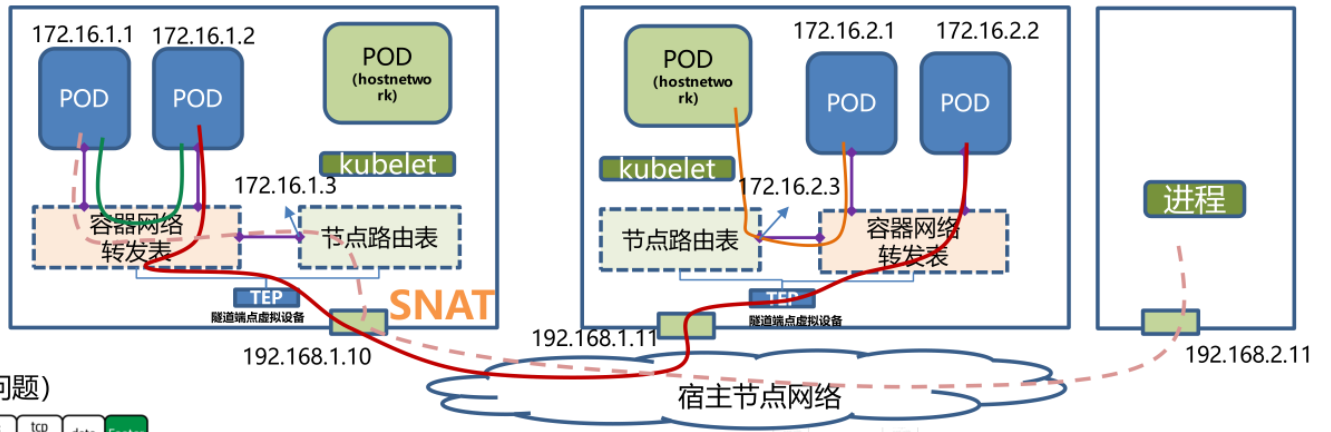 172.16.1.1
172.16.1.2
POD
POD
POD
（hostnetwo
rk）
kubelet
172.16.1.3
容器网络
转发表
节点路由表
TEP
隧道端点虚拟设备
SNAT
192.168.1.10
172.16.2.1
172.16.2.2
POD
（hostnetwo
rk）
POD
POD
kubelet
172.16.2.3
节点路由表
容器网络
转发表
TEP
隧道端点虚拟设备
192.168.1.11
进程
192.168.2.11
宿主节点网络
问题）
tcp